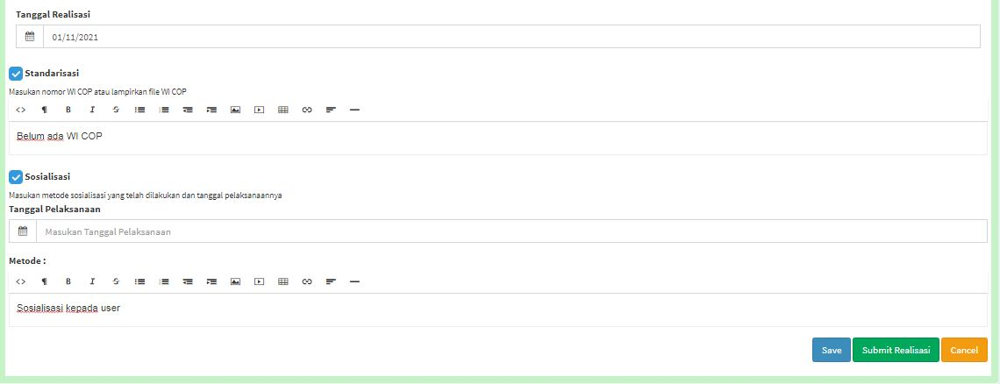 Tanggal Realisasi
01/11/2021
Standarisasi
Masukan nomor WI COP atau lampirkan file WI COP
Belum ada WI COP
Sosialisasi
Masukan metode sosialisasi yang telah dilakukan dan tanggal pelaksanaannya
Tanggal Pelaksanaan
Masukan Tanggal Pelaksanaan
Metode :
Sosialisasi kepada user
Save Submit Realisasi Cancel